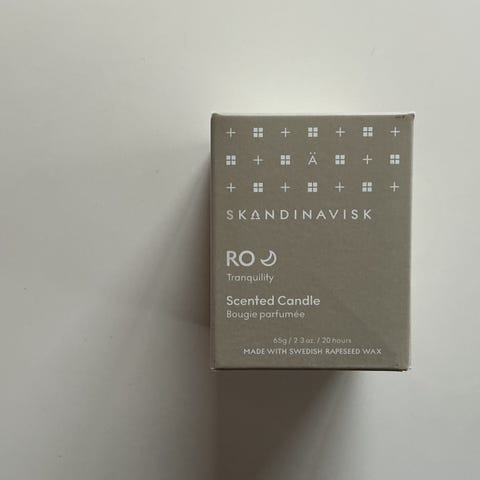 Ä
SKANDINAVISK
RO
Tranquility
Scented Candle
Bougie parfumée
65g / 2.3 oz. / 20 hours
MADE WITH SWEDISH RAPESEED WAX